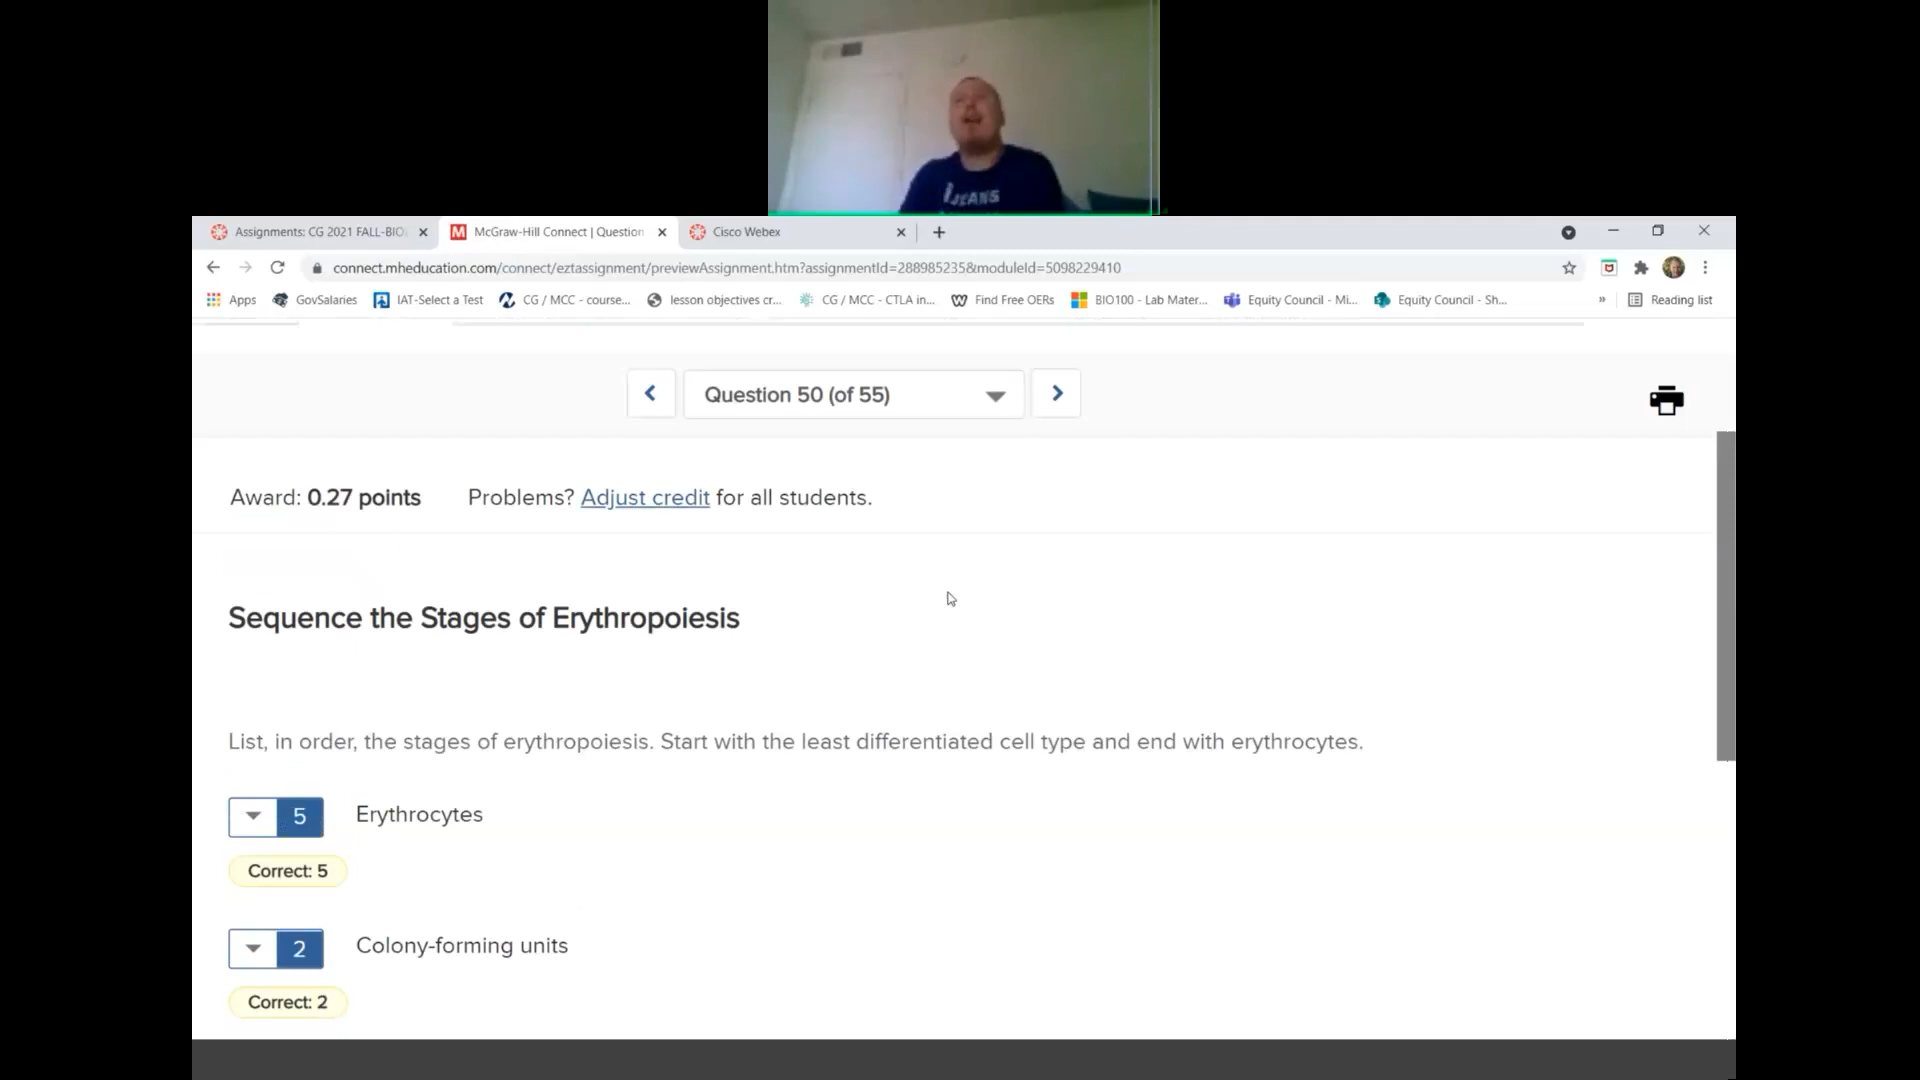 JEANS
Assignments: CG 2021 FALL-BIO
McGraw-Hill Connect | Question
Cisco Webex
connect.mheducation.com/connect/eztassignment/previewAssignment.htm?assignmentId=288985235&moduleId=5098229410
Apps GovSalaries IAT-Select a Test CG / MCC - course... lesson objectives cr... CG / MCC - CTLA in... Find Free OERs BIO100 - Lab Mater... Equity Council - Mi... Equity Council - Sh... » Reading list
Question 50 (of 55)
Award: 0.27 points Problems? Adjust credit for all students.
Sequence the Stages of Erythropoiesis
List, in order, the stages of erythropoiesis. Start with the least differentiated cell type and end with erythrocytes.
5 Erythrocytes
Correct: 5
2 Colony-forming units
Correct: 2